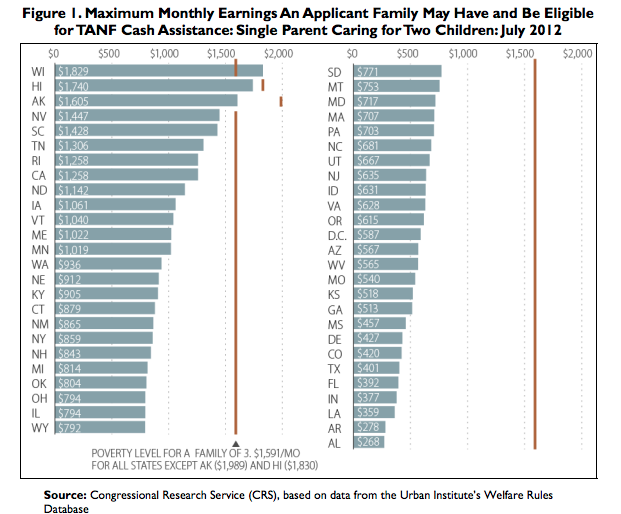 Figure 1. Maximum Monthly Earnings An Applicant Family May Have and Be Eligible
for TANF Cash Assistance: Single Parent Caring for Two Children: July 2012
$0 $500 $1,000 $1,500 $2,000
WI $1,829
HI $1,740
AK $1,605
NV $1,447
SC $1,428
TN $1,306
RI $1,258
CA $1,258
ND $1,142
IA $1,061
VT $1,040
ME $1,022
MN $1,019
WA $936
NE $912
KY $905
CT $879
NM $865
NY $859
NH $843
MI $814
OK $804
OH $794
IL $794
WY $792
$0 $500 $1,000 $1,500 $2,000
SD $771
MT $753
MD $717
MA $707
PA $703
NC $681
UT $667
NJ $635
ID $631
VA $628
OR $615
D.C. $587
AZ $567
WV $565
MO $540
KS $518
GA $513
MS $457
DE $427
CO $420
TX $401
FL $392
IN $377
LA $359
AR $278
AL $268
POVERTY LEVEL FOR A FAMILY OF 3. $1,591/MO
FOR ALL STATES EXCEPT AK ($1,989) AND HI ($1,830)
Source: Congressional Research Service (CRS), based on data from the Urban Institute's Welfare Rules
Database